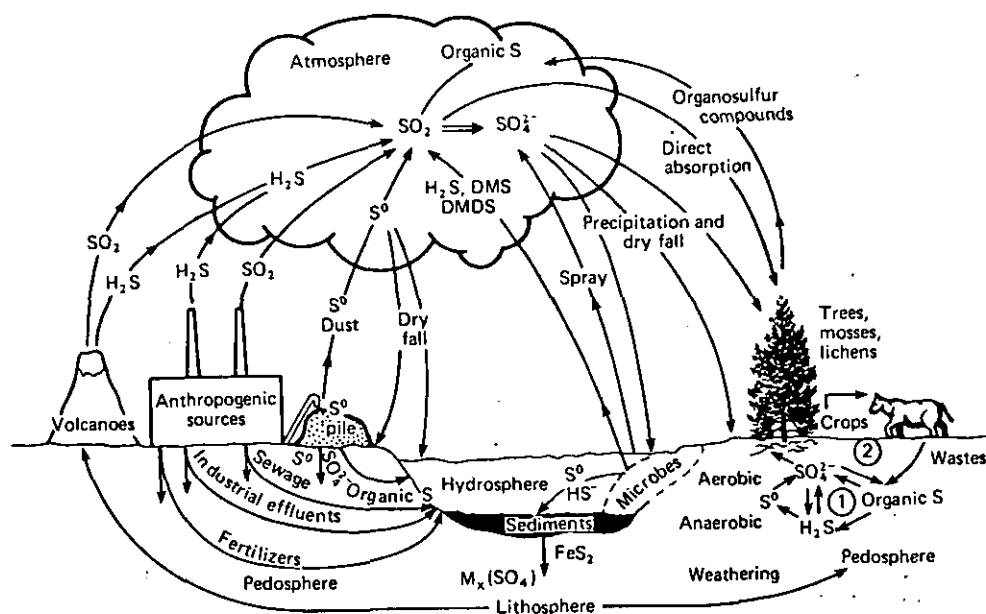 Atmosphere
Organic S
Organosulfur
compounds
SO₂
SO₄²⁻
Direct
absorption
H₂S
H₂S, DMS
DMDS
S⁰
Precipitation and
dry fall
SO₂
H₂S
H₂S
SO₂
Spray
S⁰
Dust
Dry
fall
Trees,
mosses,
lichens
Volcanoes
Anthropogenic
sources
S⁰
pile
Crops
Wastes
S⁰
SO₄²⁻
Organic S
Sewage
Industrial effluents
Fertilizers
Hydrosphere
S⁰
HS⁻
Microbes
Aerobic
SO₄²⁻
2
S⁰
1
Organic S
Anaerobic
H₂S
Sediments
FeS₂
Mₓ(SO₄)
Pedosphere
Weathering
Pedosphere
Lithosphere